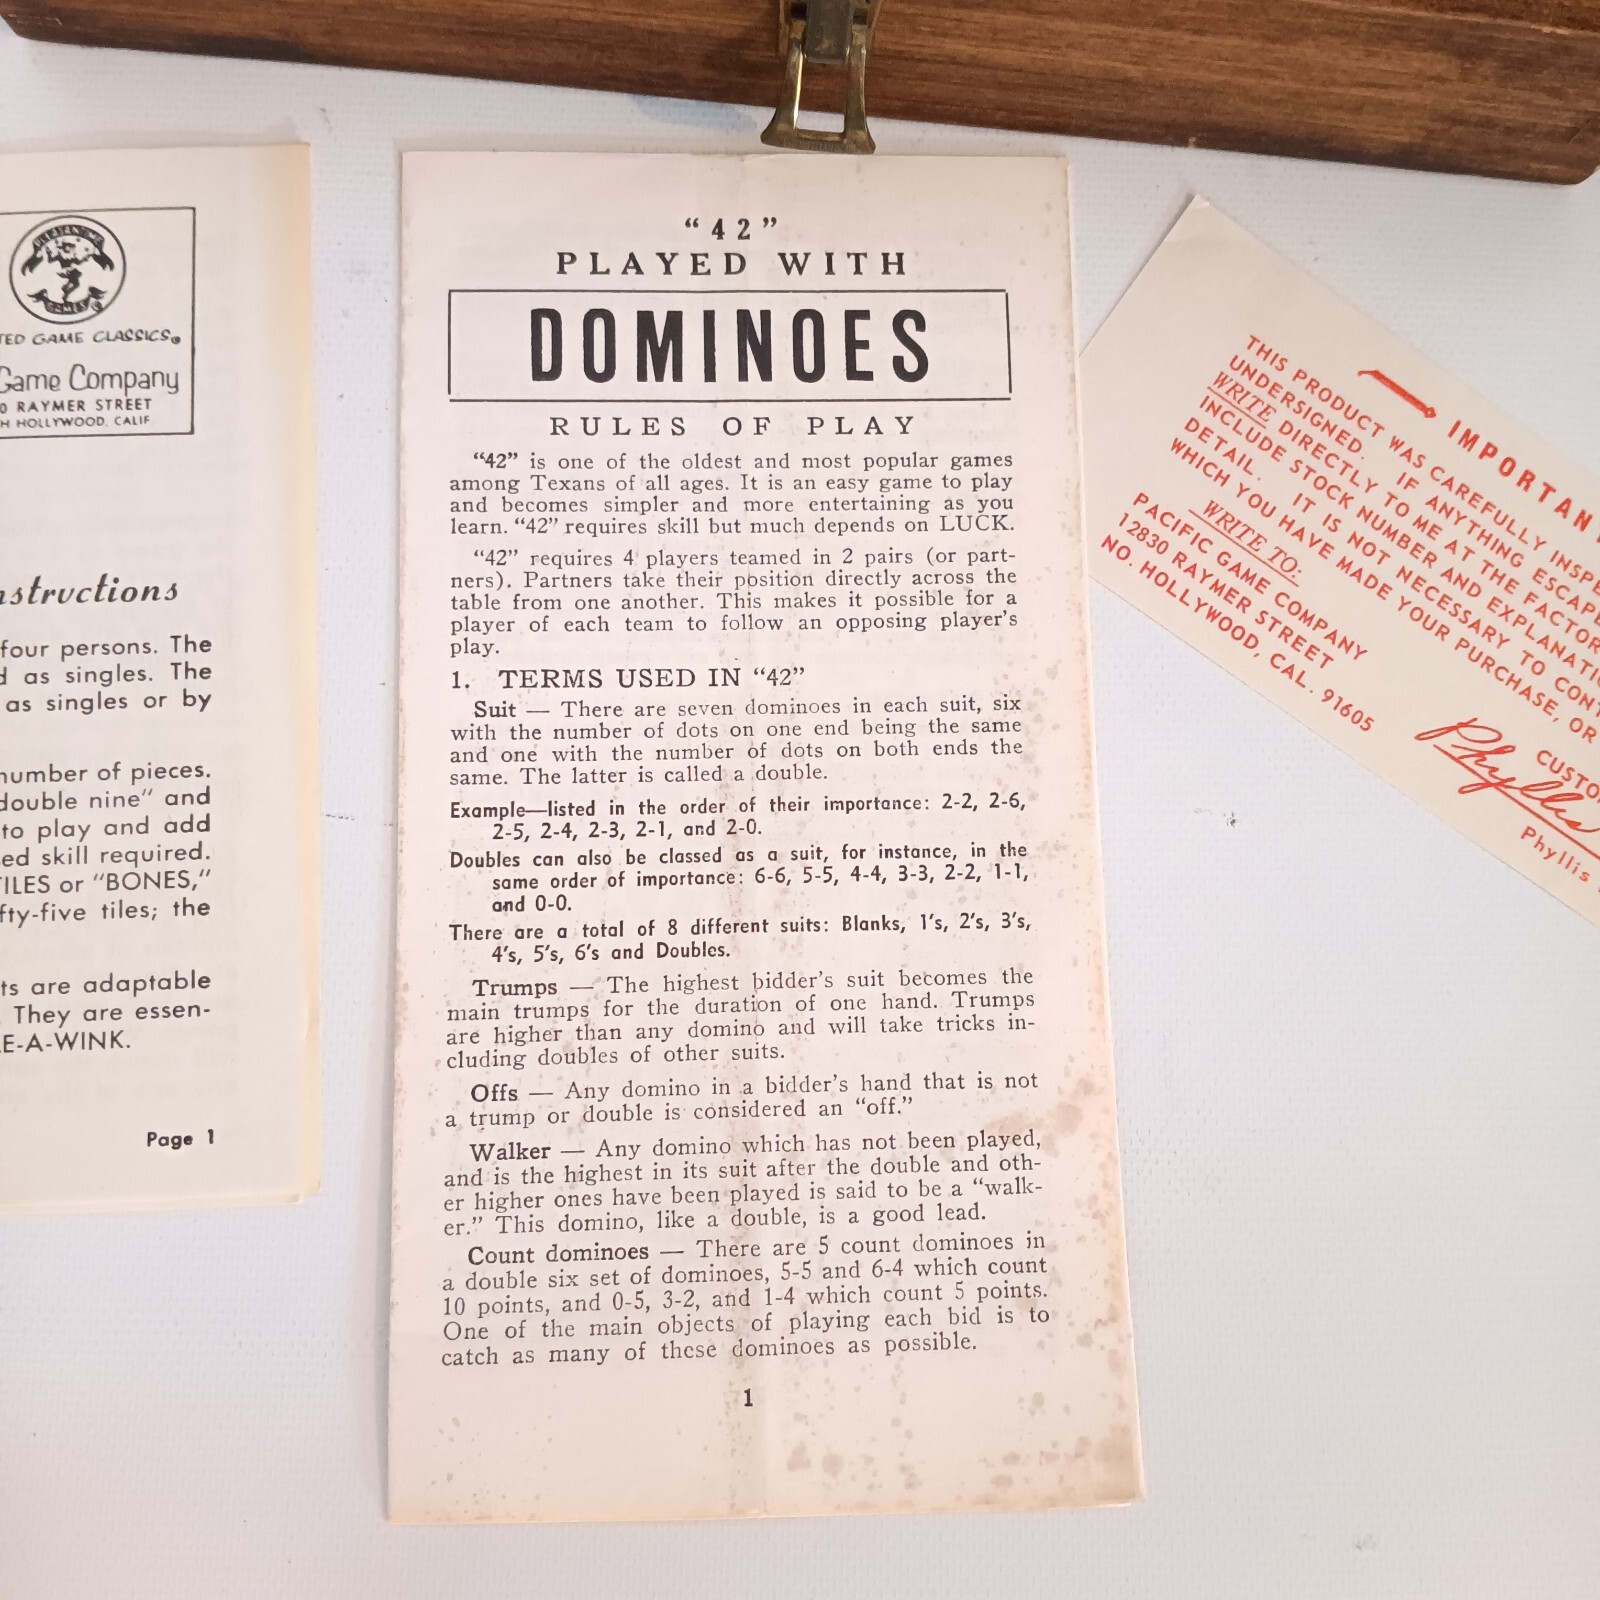 PLEASANTIME
GAMES
TED GAME CLASSICS®
Game Company
0 RAYMER STREET
H HOLLYWOOD, CALIF
nstructions
four persons. The
d as singles. The
as singles or by
number of pieces.
double nine" and
to play and add
ed skill required.
TILES or "BONES,"
fty-five tiles; the
ts are adaptable
. They are essen-
E-A-WINK.
Page 1
"42"
PLAYED WITH
DOMINOES
RULES OF PLAY
"42" is one of the oldest and most popular games
among Texans of all ages. It is an easy game to play
and becomes simpler and more entertaining as you
learn. "42" requires skill but much depends on LUCK.
"42" requires 4 players teamed in 2 pairs (or part-
ners). Partners take their position directly across the
table from one another. This makes it possible for a
player of each team to follow an opposing player's
play.
1. TERMS USED IN "42"
Suit — There are seven dominoes in each suit, six
with the number of dots on one end being the same
and one with the number of dots on both ends the
same. The latter is called a double.
Example—listed in the order of their importance: 2-2, 2-6,
2-5, 2-4, 2-3, 2-1, and 2-0.
Doubles can also be classed as a suit, for instance, in the
same order of importance: 6-6, 5-5, 4-4, 3-3, 2-2, 1-1,
and 0-0.
There are a total of 8 different suits: Blanks, 1's, 2's, 3's,
4's, 5's, 6's and Doubles.
Trumps — The highest bidder's suit becomes the
main trumps for the duration of one hand. Trumps
are higher than any domino and will take tricks in-
cluding doubles of other suits.
Offs — Any domino in a bidder's hand that is not
a trump or double is considered an "off."
Walker — Any domino which has not been played,
and is the highest in its suit after the double and oth-
er higher ones have been played is said to be a "walk-
er." This domino, like a double, is a good lead.
Count dominoes — There are 5 count dominoes in
a double six set of dominoes, 5-5 and 6-4 which count
10 points, and 0-5, 3-2, and 1-4 which count 5 points.
One of the main objects of playing each bid is to
catch as many of these dominoes as possible.
1
IMPORTAN
THIS PRODUCT WAS CAREFULLY INSPE
UNDERSIGNED. IF ANYTHING ESCAPE
WRITE DIRECTLY TO ME AT THE FACTOR
INCLUDE STOCK NUMBER AND EXPLANATI
DETAIL. IT IS NOT NECESSARY TO CONT
WHICH YOU HAVE MADE YOUR PURCHASE, OR
WRITE TO:
PACIFIC GAME COMPANY
12830 RAYMER STREET
NO. HOLLYWOOD, CAL. 91605
CUSTO
Phyllis
Phyllis